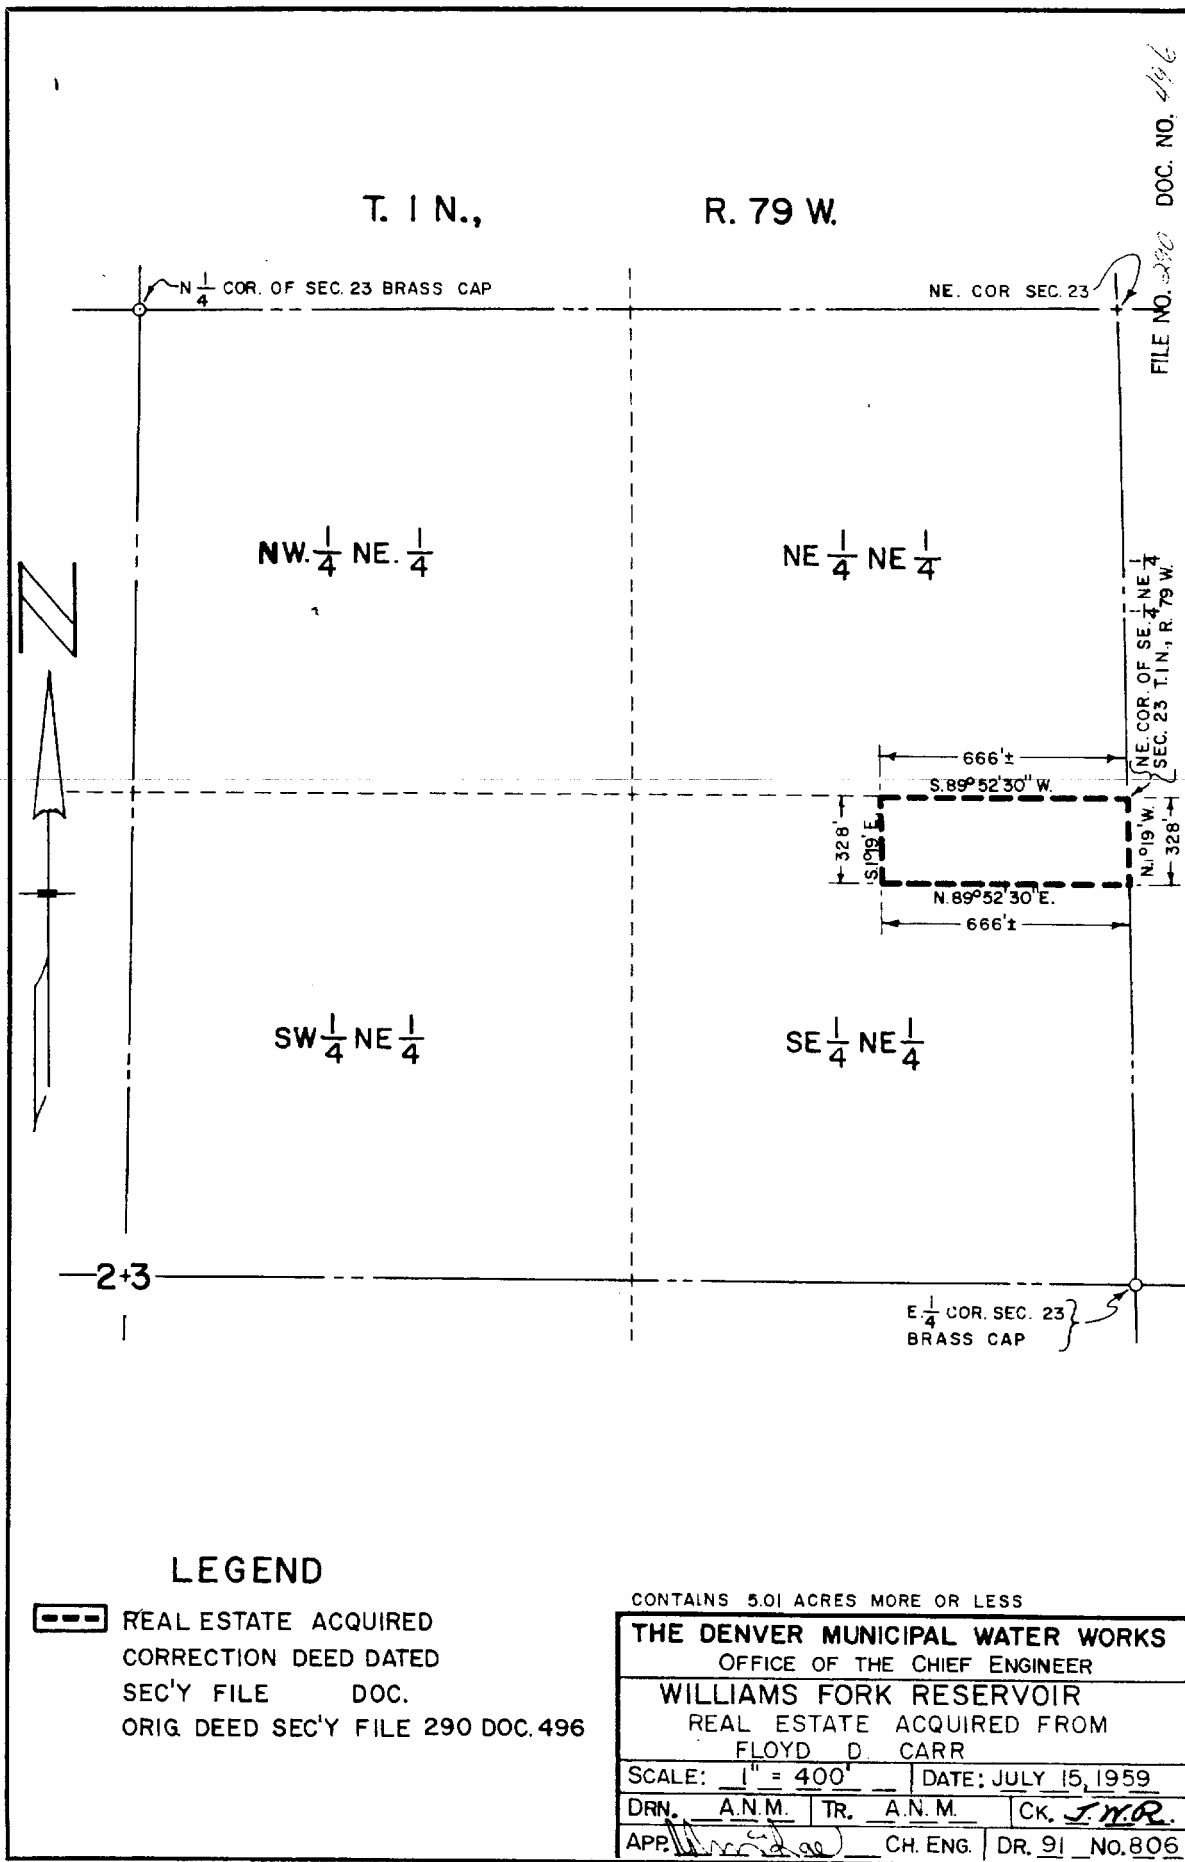 FILE NO. 290 DOC. NO. 496
T. 1 N., R. 79 W.
N 1/4 COR. OF SEC. 23 BRASS CAP
NE. COR SEC. 23
NW. 1/4 NE. 1/4
NE 1/4 NE 1/4
N
NE. COR. OF SE. 1/4 NE 1/4
SEC. 23 T.1N., R. 79 W.
666'±
S. 89° 52' 30" W.
328'
S.1°19' E.
N.1°19' W.
328'
N. 89° 52' 30" E.
666'±
SW 1/4 NE 1/4
SE 1/4 NE 1/4
2+3
E. 1/4 COR. SEC. 23
BRASS CAP
LEGEND
REAL ESTATE ACQUIRED
CORRECTION DEED DATED
SEC'Y FILE DOC.
ORIG. DEED SEC'Y FILE 290 DOC. 496
CONTAINS 5.01 ACRES MORE OR LESS
THE DENVER MUNICIPAL WATER WORKS
OFFICE OF THE CHIEF ENGINEER
WILLIAMS FORK RESERVOIR
REAL ESTATE ACQUIRED FROM
FLOYD D. CARR
SCALE: 1" = 400' DATE: JULY 15, 1959
DRN. A.N.M. TR. A.N.M. CK. J.W.R.
APP. CH. ENG. DR. 91 NO. 806